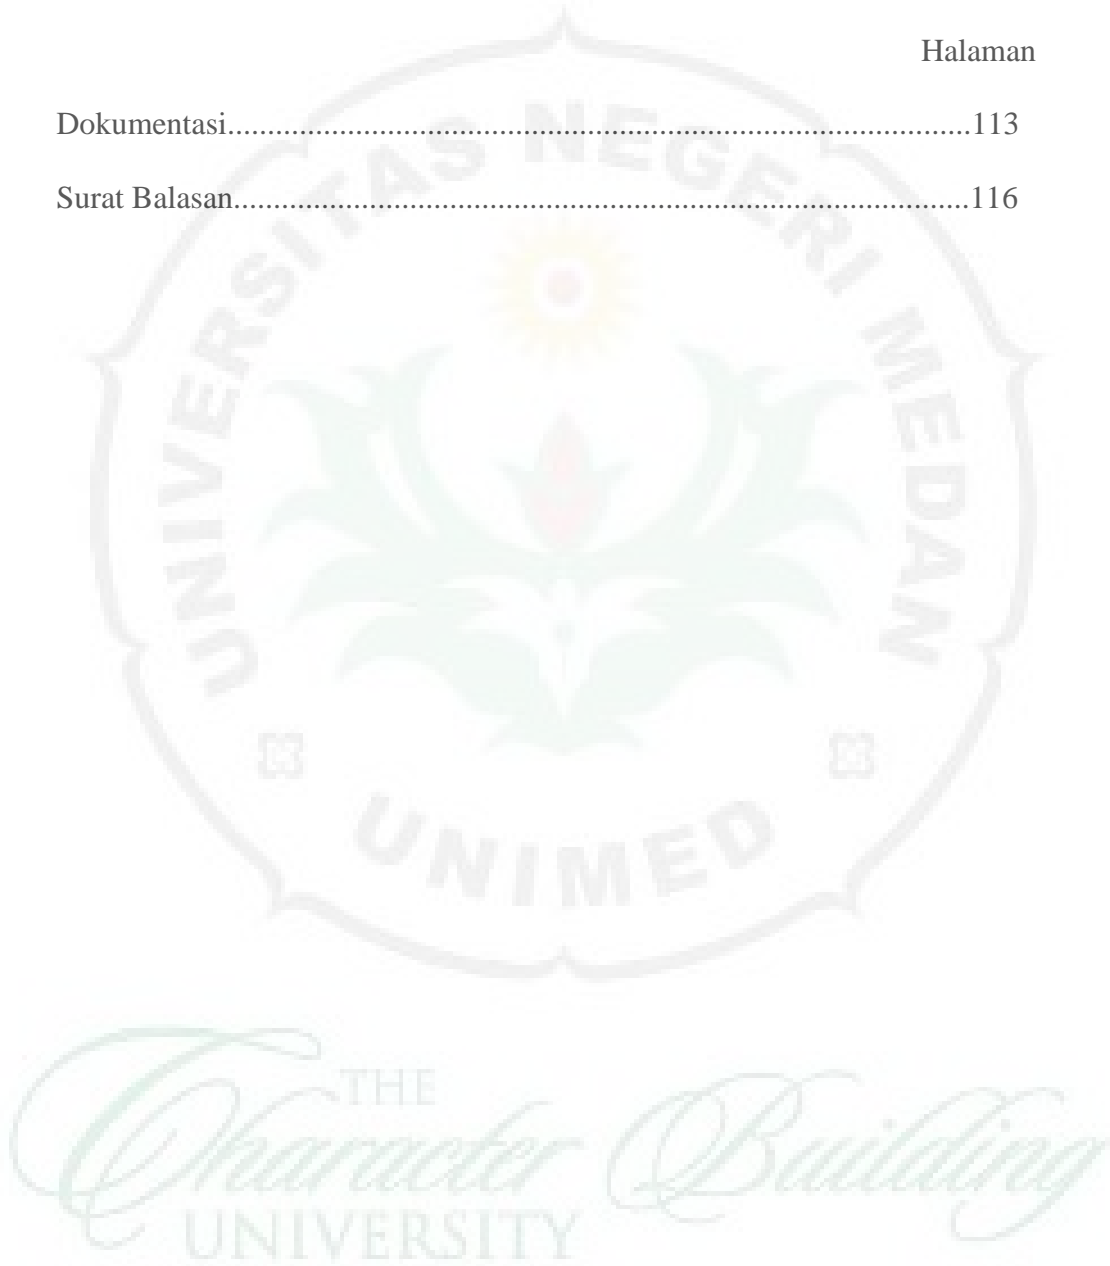 Halaman
Dokumentasi............................................................................................113
Surat Balasan...........................................................................................116
UNIVERSITAS NEGERI MEDAN
UNIMED
THE
Character Building
UNIVERSITY